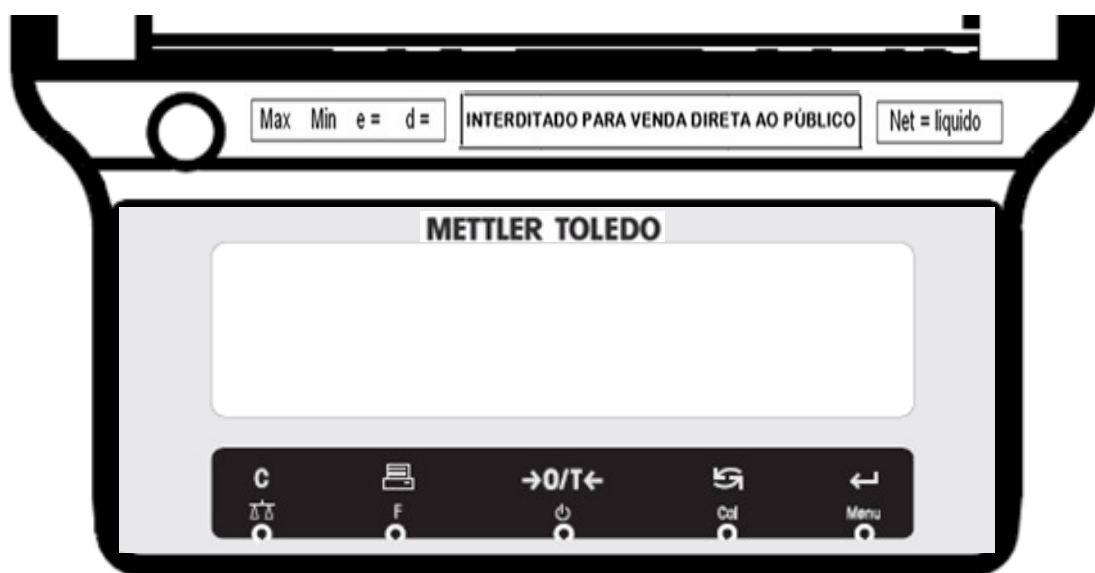 Max Min e = d =
INTERDITADO PARA VENDA DIRETA AO PÚBLICO
Net = liquido
METTLER TOLEDO
C →0/T←
F Cal Menu